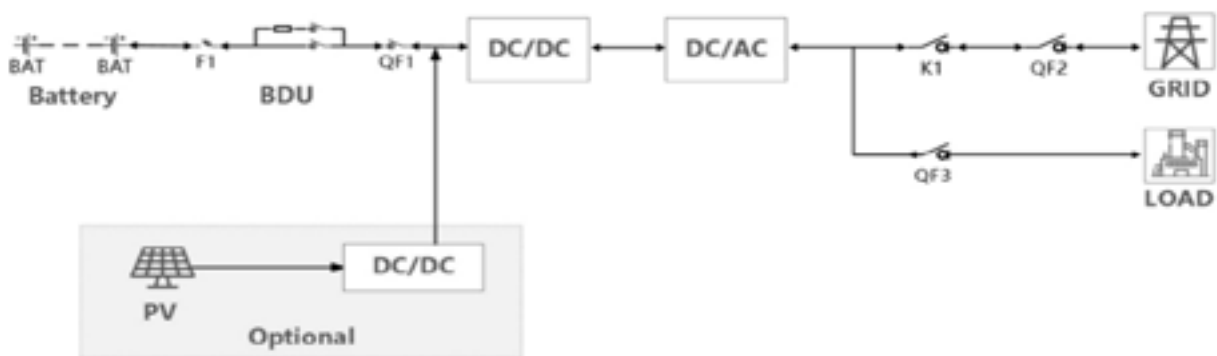 DC/DC
DC/AC
BAT
BAT
F1
QF1
K1
QF2
Battery
BDU
GRID
QF3
LOAD
DC/DC
PV
Optional